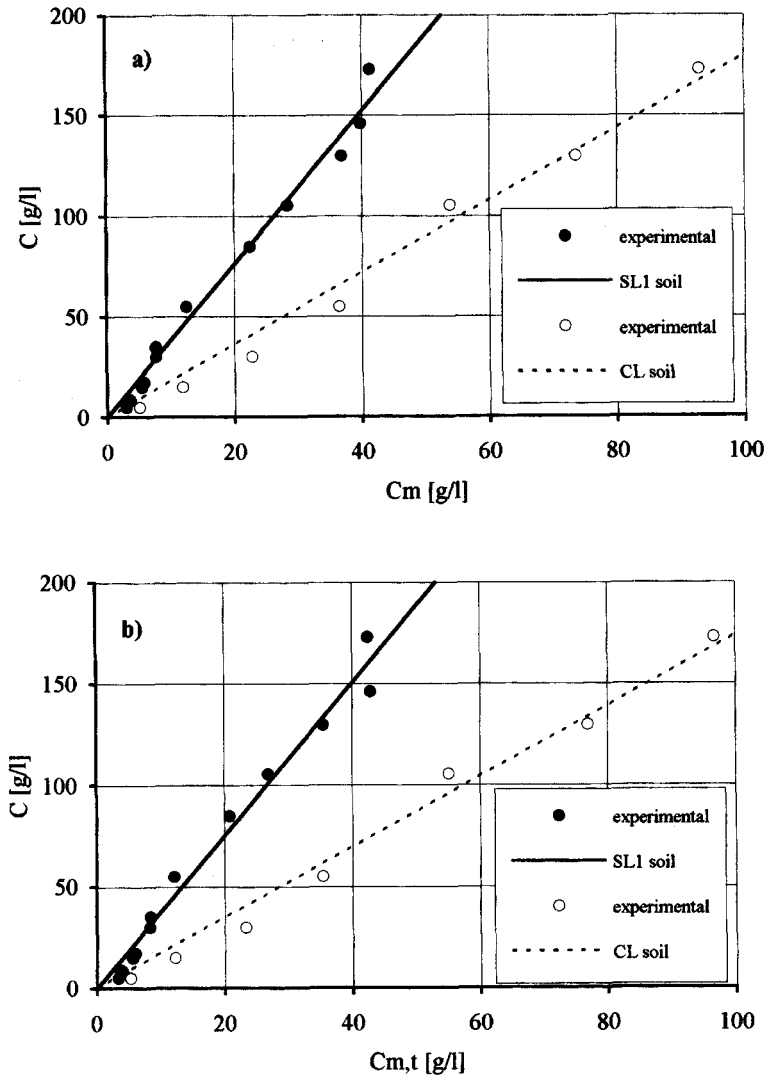 a)
C [g/l]
200
150
100
50
0
0 20 40 60 80 100
Cm [g/l]
experimental
SL1 soil
experimental
CL soil
b)
C [g/l]
200
150
100
50
0
0 20 40 60 80 100
Cm,t [g/l]
experimental
SL1 soil
experimental
CL soil